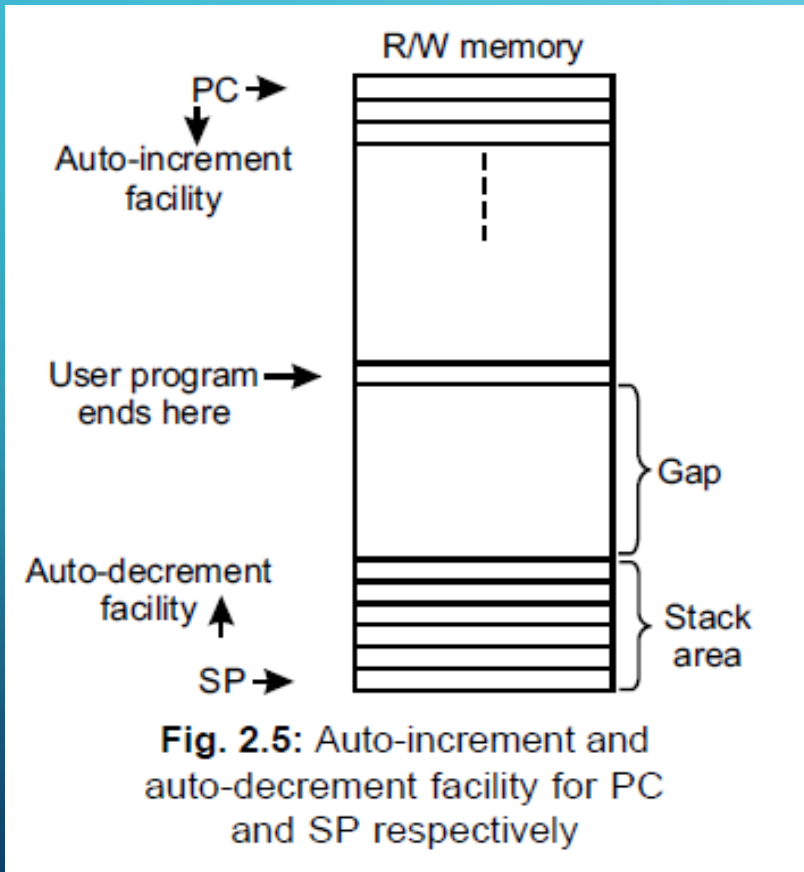 R/W memory
PC
Auto-increment
facility
User program
ends here
Gap
Auto-decrement
facility
Stack
area
SP
Fig. 2.5: Auto-increment and
auto-decrement facility for PC
and SP respectively